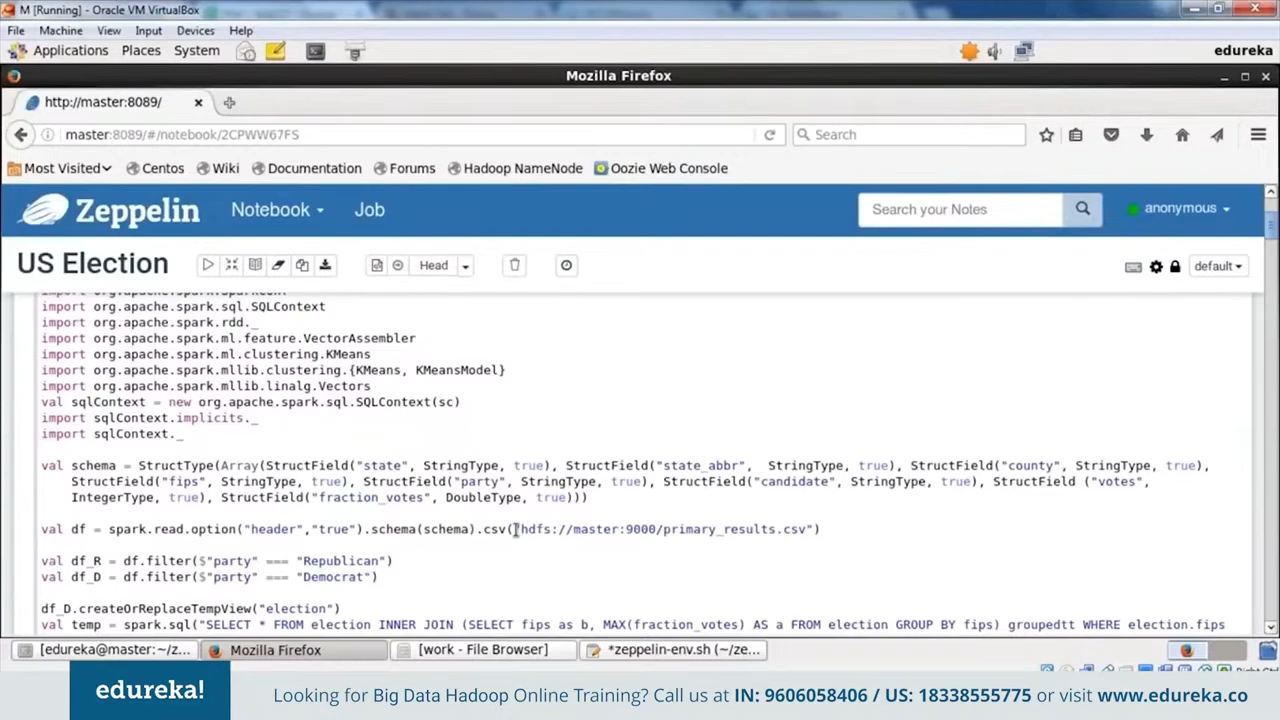 M [Running] - Oracle VM VirtualBox
File Machine View Input Devices Help
Applications Places System edureka
Mozilla Firefox
http://master:8089/
master:8089/#/notebook/2CPWW67FS Search
Most Visited Centos Wiki Documentation Forums Hadoop NameNode Oozie Web Console
Zeppelin Notebook Job Search your Notes anonymous
US Election Head default
import org.apache.spark.sql.SQLContext
import org.apache.spark.rdd._
import org.apache.spark.ml.feature.VectorAssembler
import org.apache.spark.ml.clustering.KMeans
import org.apache.spark.mllib.clustering.{KMeans, KMeansModel}
import org.apache.spark.mllib.linalg.Vectors
val sqlContext = new org.apache.spark.sql.SQLContext(sc)
import sqlContext.implicits._
import sqlContext._
val schema = StructType(Array(StructField("state", StringType, true), StructField("state_abbr", StringType, true), StructField("county", StringType, true),
StructField("fips", StringType, true), StructField("party", StringType, true), StructField("candidate", StringType, true), StructField ("votes",
IntegerType, true), StructField("fraction_votes", DoubleType, true)))
val df = spark.read.option("header","true").schema(schema).csv("hdfs://master:9000/primary_results.csv")
val df_R = df.filter($"party" === "Republican")
val df_D = df.filter($"party" === "Democrat")
df_D.createOrReplaceTempView("election")
val temp = spark.sql("SELECT * FROM election INNER JOIN (SELECT fips as b, MAX(fraction_votes) AS a FROM election GROUP BY fips) groupedtt WHERE election.fips
[edureka@master:~/z... Mozilla Firefox [work - File Browser] *zeppelin-env.sh (~/ze...
edureka! Looking for Big Data Hadoop Online Training? Call us at IN: 9606058406 / US: 18338555775 or visit www.edureka.co